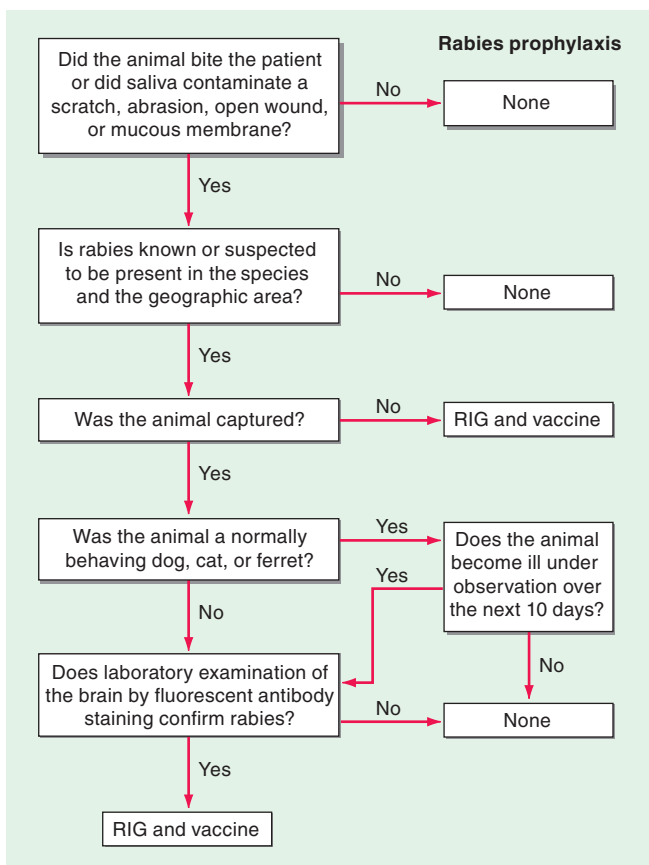 Rabies prophylaxis
Did the animal bite the patient
or did saliva contaminate a
scratch, abrasion, open wound,
or mucous membrane?
No
None
Yes
Is rabies known or suspected
to be present in the species
and the geographic area?
No
None
Yes
Was the animal captured?
No
RIG and vaccine
Yes
Was the animal a normally
behaving dog, cat, or ferret?
Yes
Does the animal
become ill under
observation over
the next 10 days?
Yes
No
No
Does laboratory examination of
the brain by fluorescent antibody
staining confirm rabies?
No
None
Yes
RIG and vaccine